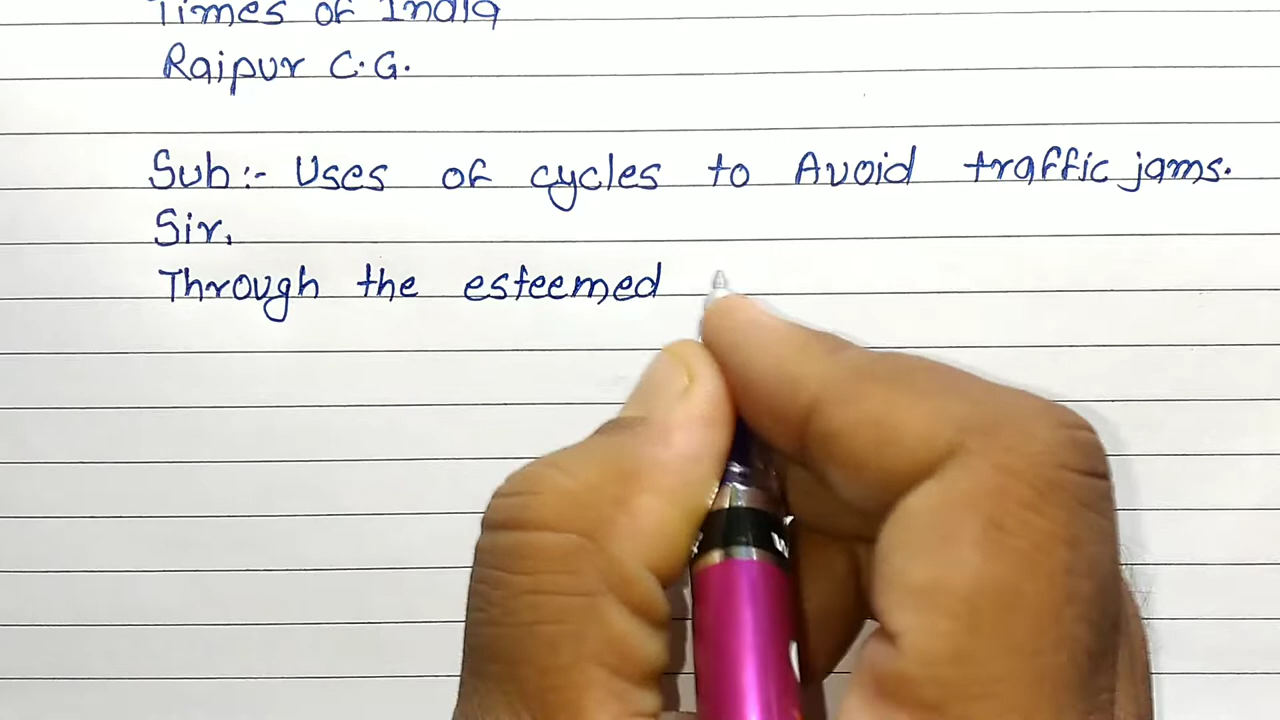 Times of India
Raipur C.G.
Sub:- Uses of cycles to Avoid traffic jams.
Sir,
Through the esteemed